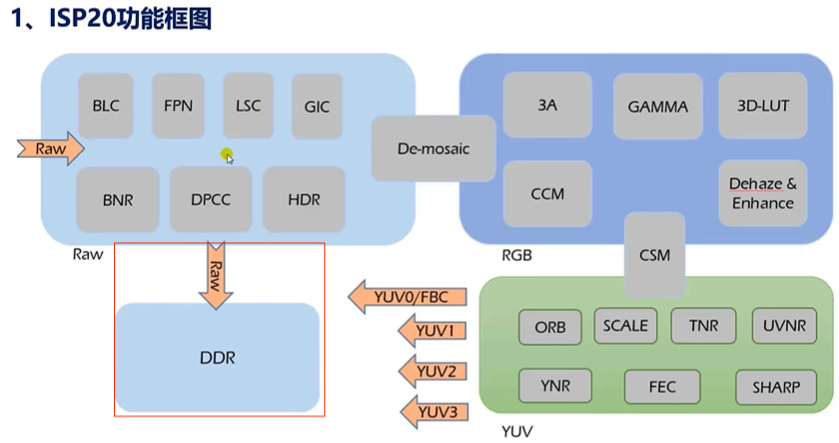 1、ISP20功能框图
BLC
FPN
LSC
GIC
3A
GAMMA
3D-LUT
Raw
De-mosaic
BNR
DPCC
HDR
CCM
Dehaze &
Enhance
Raw
RGB
CSM
Raw
YUV0/FBC
YUV1
ORB
SCALE
TNR
UVNR
DDR
YUV2
YNR
FEC
SHARP
YUV3
YUV